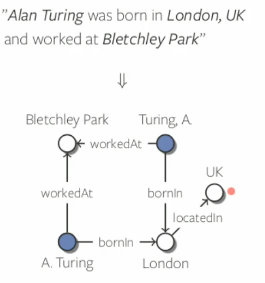 "Alan Turing was born in London, UK
and worked at Bletchley Park"
Bletchley Park Turing, A.
workedAt
UK
workedAt bornIn
locatedIn
bornIn
A. Turing London